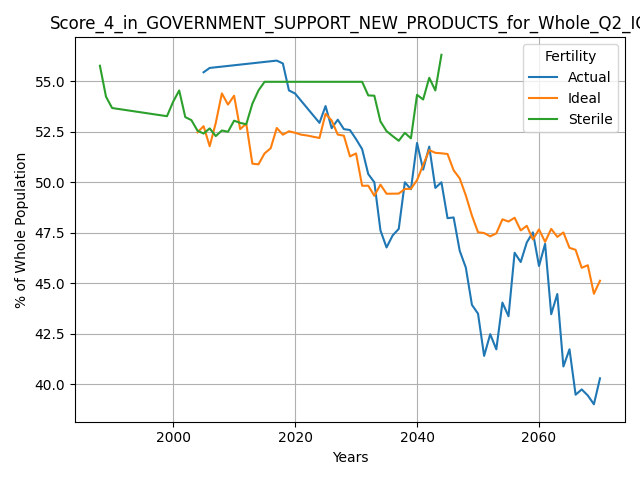 Score_4_in_GOVERNMENT_SUPPORT_NEW_PRODUCTS_for_Whole_Q2_IC
Fertility
Actual
Ideal
Sterile
% of Whole Population
55.0
52.5
50.0
47.5
45.0
42.5
40.0
2000
2020
2040
2060
Years